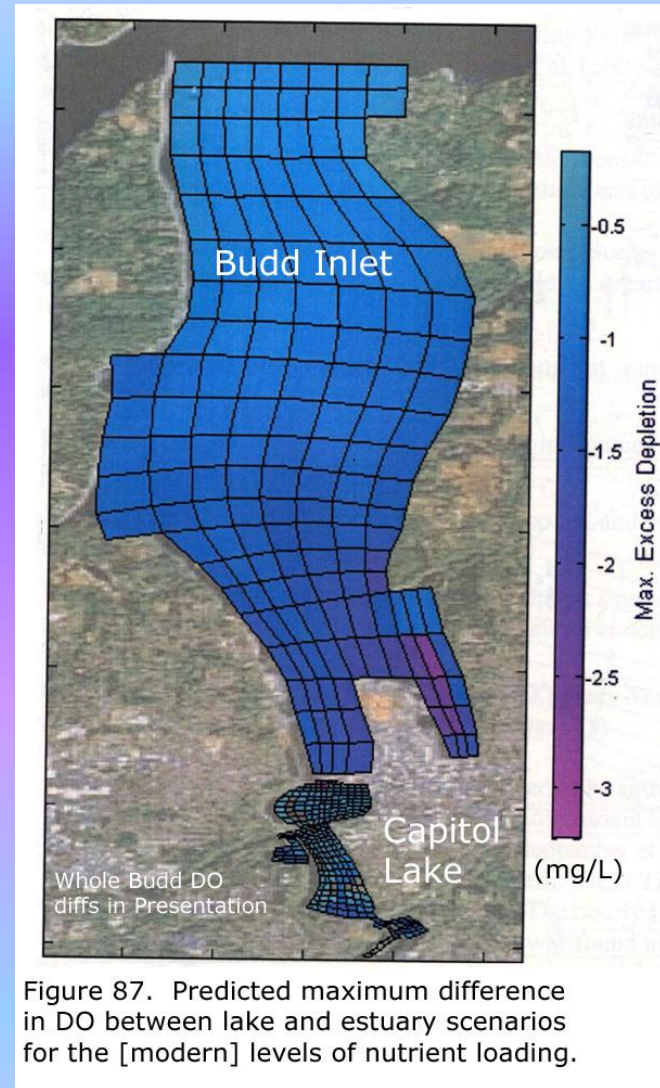 Budd Inlet
Capitol
Lake
Whole Budd DO
diffs in Presentation
-0.5
-1
-1.5
-2
-2.5
-3
Max. Excess Depletion
(mg/L)
Figure 87. Predicted maximum difference
in DO between lake and estuary scenarios
for the [modern] levels of nutrient loading.